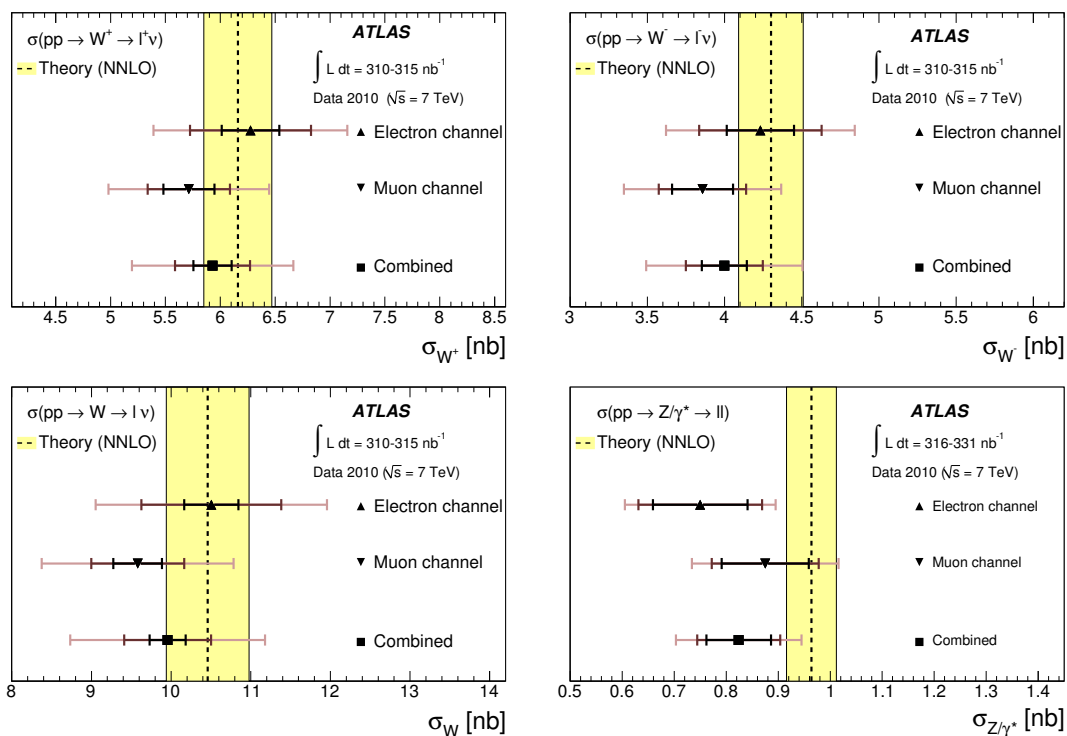 σ(pp → W⁺ → l⁺ν)
Theory (NNLO)
ATLAS
∫ L dt = 310-315 nb⁻¹
Data 2010 (√s = 7 TeV)
Electron channel
Muon channel
Combined
4.5 5 5.5 6 6.5 7 7.5 8 8.5
σ_W⁺ [nb]
σ(pp → W⁻ → l⁻ν)
Theory (NNLO)
ATLAS
∫ L dt = 310-315 nb⁻¹
Data 2010 (√s = 7 TeV)
Electron channel
Muon channel
Combined
3 3.5 4 4.5 5 5.5 6
σ_W⁻ [nb]
σ(pp → W → l ν)
Theory (NNLO)
ATLAS
∫ L dt = 310-315 nb⁻¹
Data 2010 (√s = 7 TeV)
Electron channel
Muon channel
Combined
8 9 10 11 12 13 14
σ_W [nb]
σ(pp → Z/γ* → ll)
Theory (NNLO)
ATLAS
∫ L dt = 316-331 nb⁻¹
Data 2010 (√s = 7 TeV)
Electron channel
Muon channel
Combined
0.5 0.6 0.7 0.8 0.9 1 1.1 1.2 1.3 1.4
σ_Z/γ* [nb]